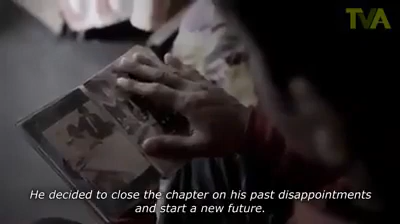 TVA
He decided to close the chapter on his past disappointments
and start a new future.